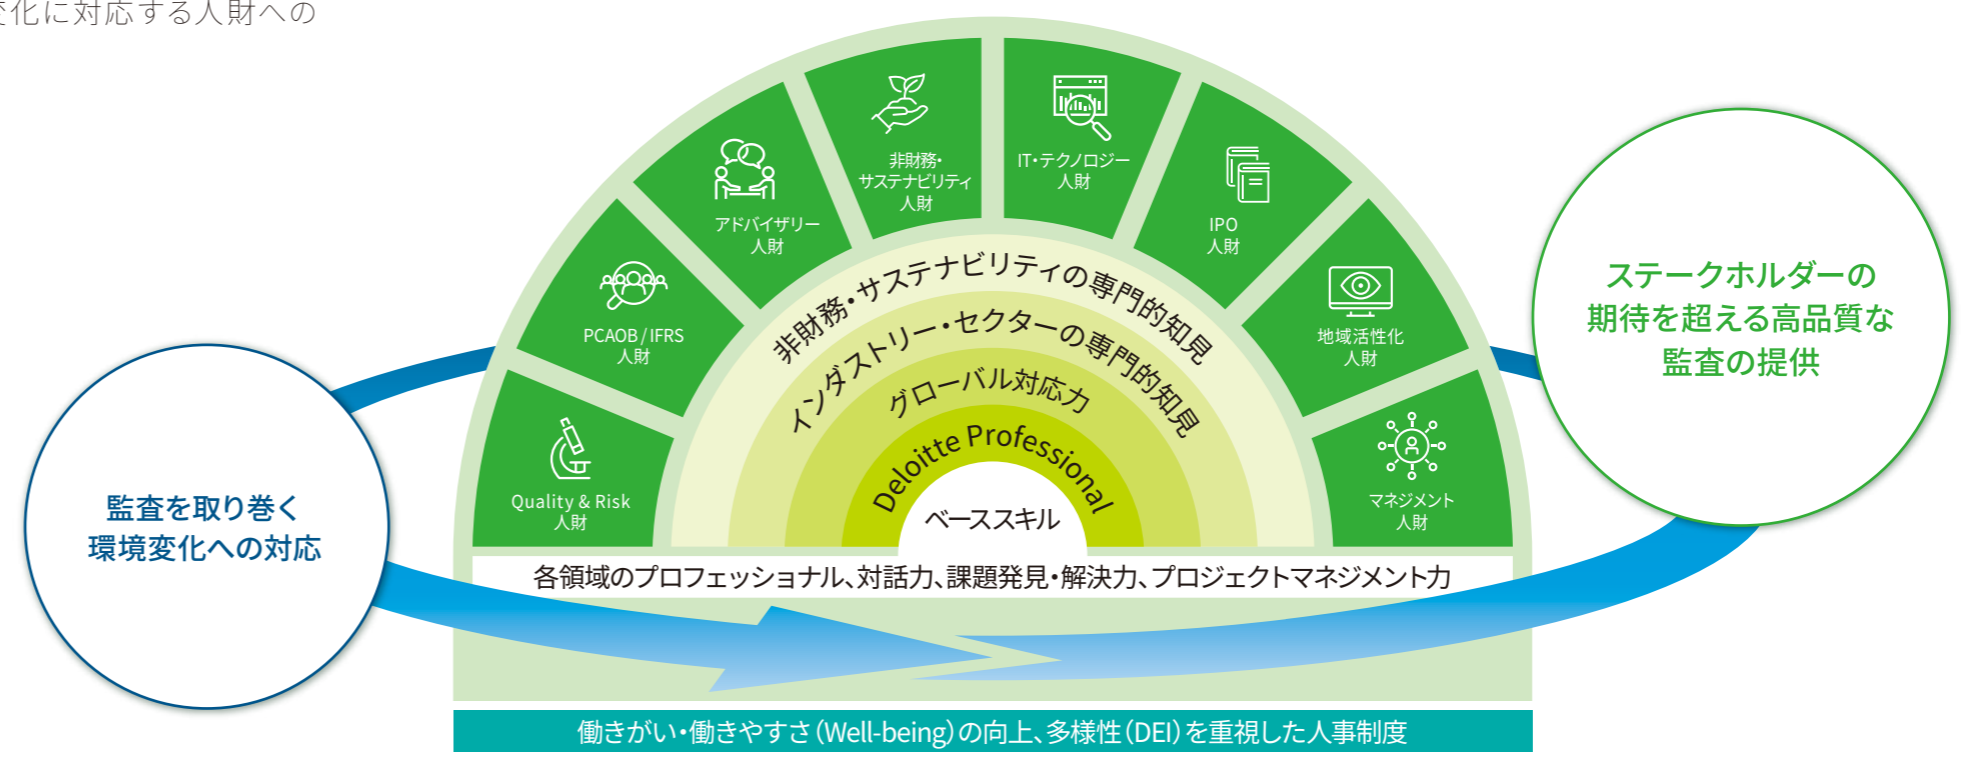 変化に対応する人財への
非財務・
サステナビリティ
人財
IT・テクノロジー
人財
アドバイザリー
人財
IPO
人財
PCAOB/IFRS
人財
地域活性化
人財
Quality & Risk
人財
マネジメント
人財
非財務・サステナビリティの専門的知見
インダストリー・セクターの専門的知見
グローバル対応力
Deloitte Professional
ベーススキル
各領域のプロフェッショナル、対話力、課題発見・解決力、プロジェクトマネジメント力
監査を取り巻く
環境変化への対応
ステークホルダーの
期待を超える高品質な
監査の提供
働きがい・働きやすさ（Well-being）の向上、多様性（DEI）を重視した人事制度